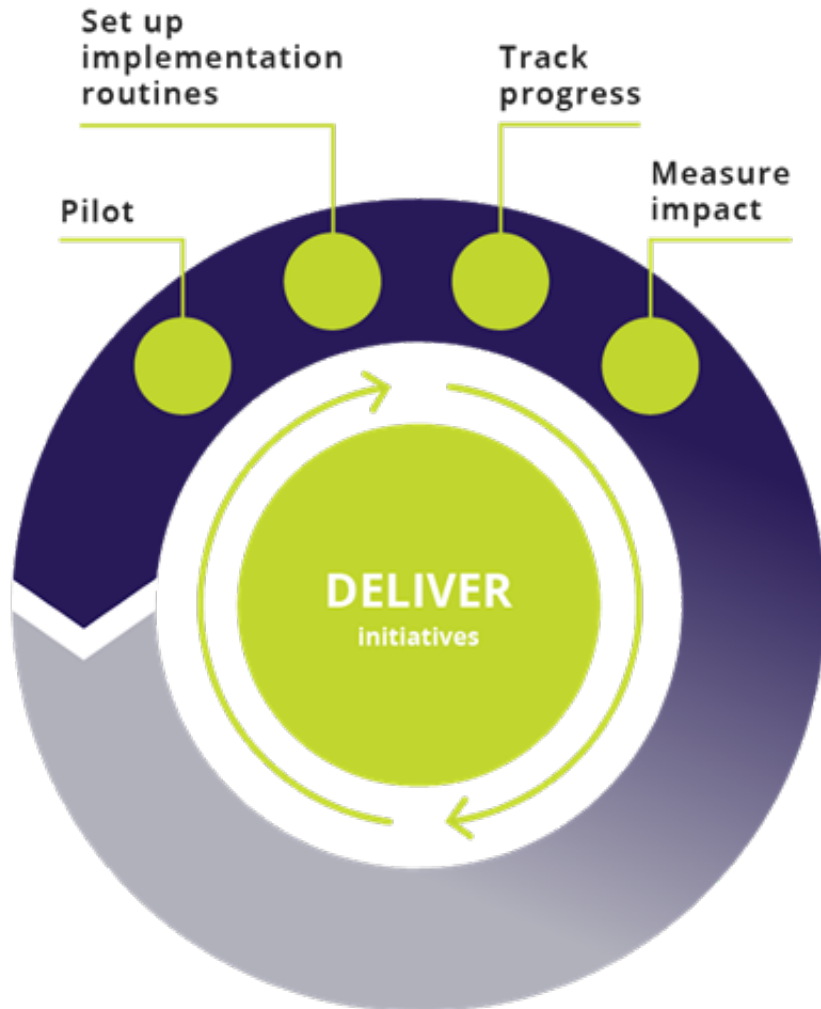 Set up
implementation
routines
Track
progress
Measure
impact
Pilot
DELIVER
initiatives